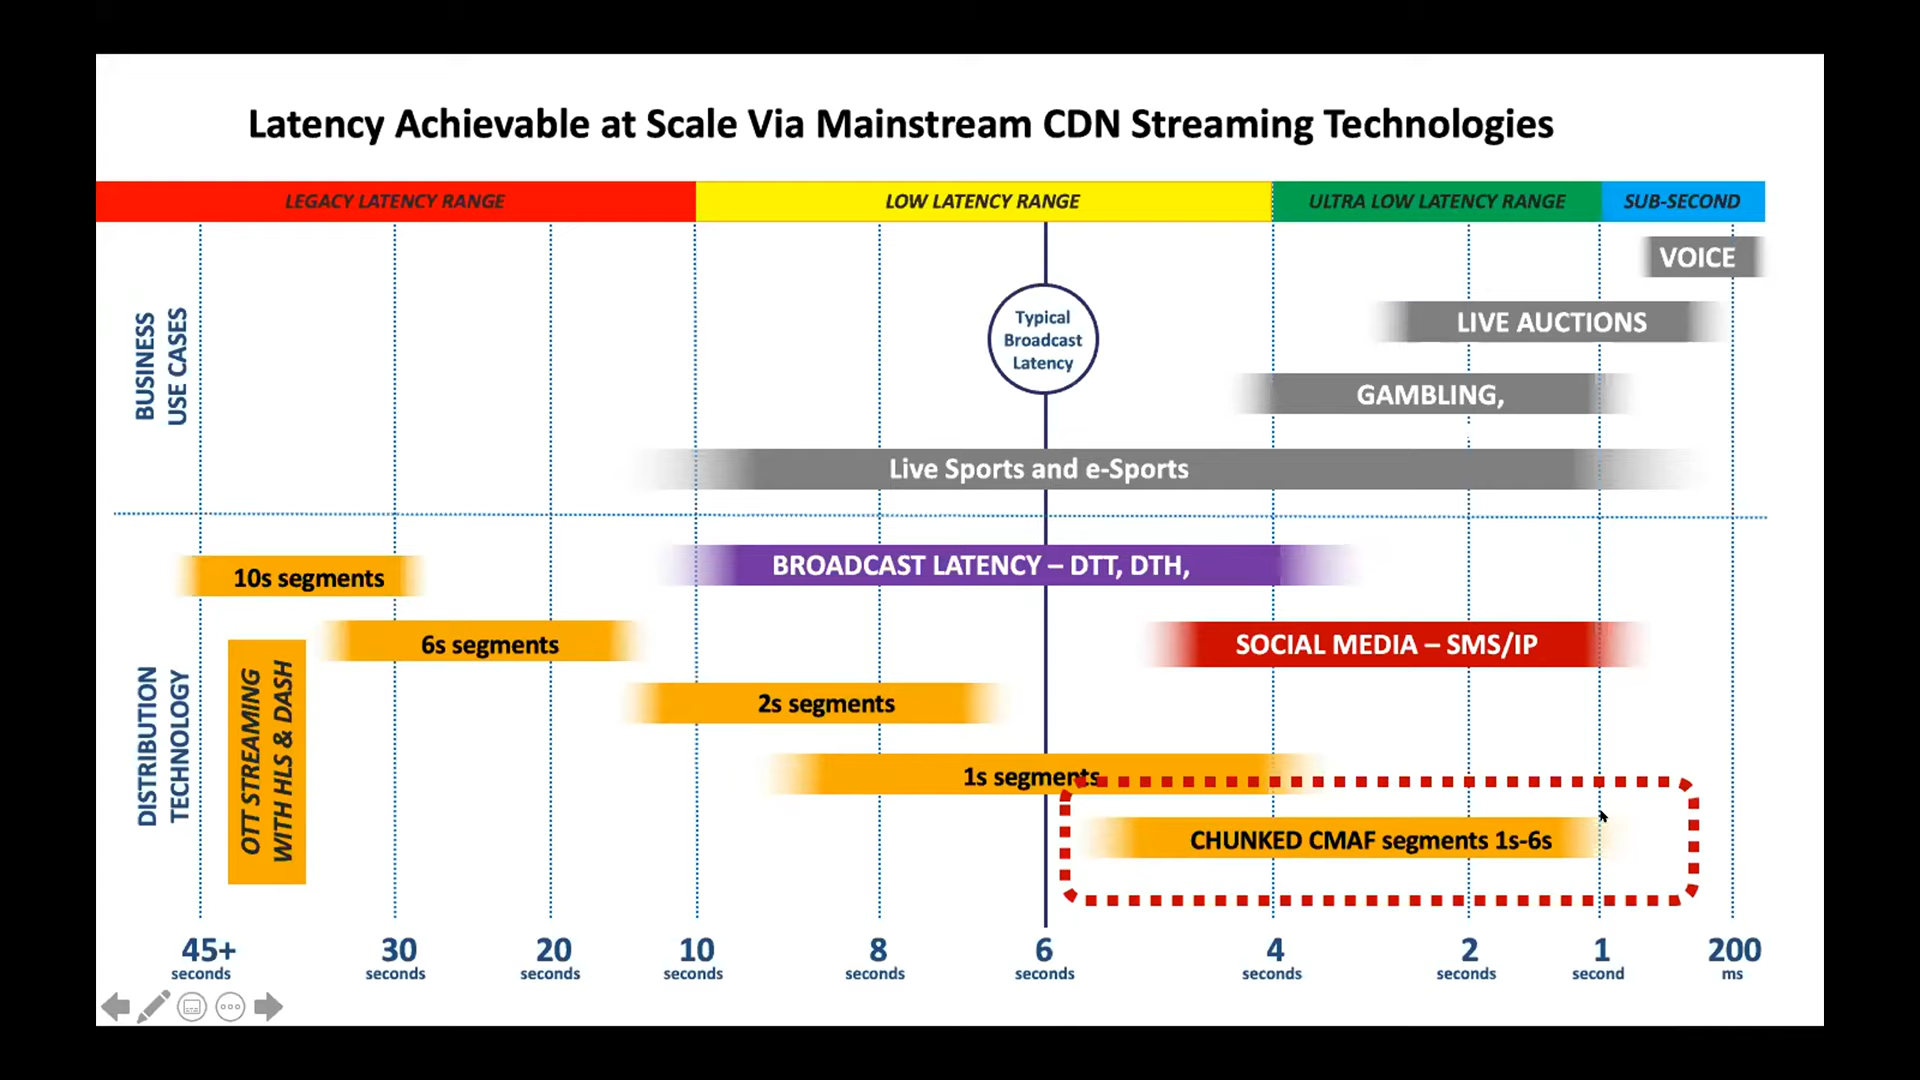 Latency Achievable at Scale Via Mainstream CDN Streaming Technologies
LEGACY LATENCY RANGE
LOW LATENCY RANGE
ULTRA LOW LATENCY RANGE
SUB-SECOND
BUSINESS
USE CASES
VOICE
Typical
Broadcast
Latency
LIVE AUCTIONS
GAMBLING,
Live Sports and e-Sports
DISTRIBUTION
TECHNOLOGY
OTT STREAMING
WITH HLS & DASH
BROADCAST LATENCY – DTT, DTH,
10s segments
6s segments
SOCIAL MEDIA – SMS/IP
2s segments
1s segments
CHUNKED CMAF segments 1s-6s
45+
seconds
30
seconds
20
seconds
10
seconds
8
seconds
6
seconds
4
seconds
2
seconds
1
second
200
ms